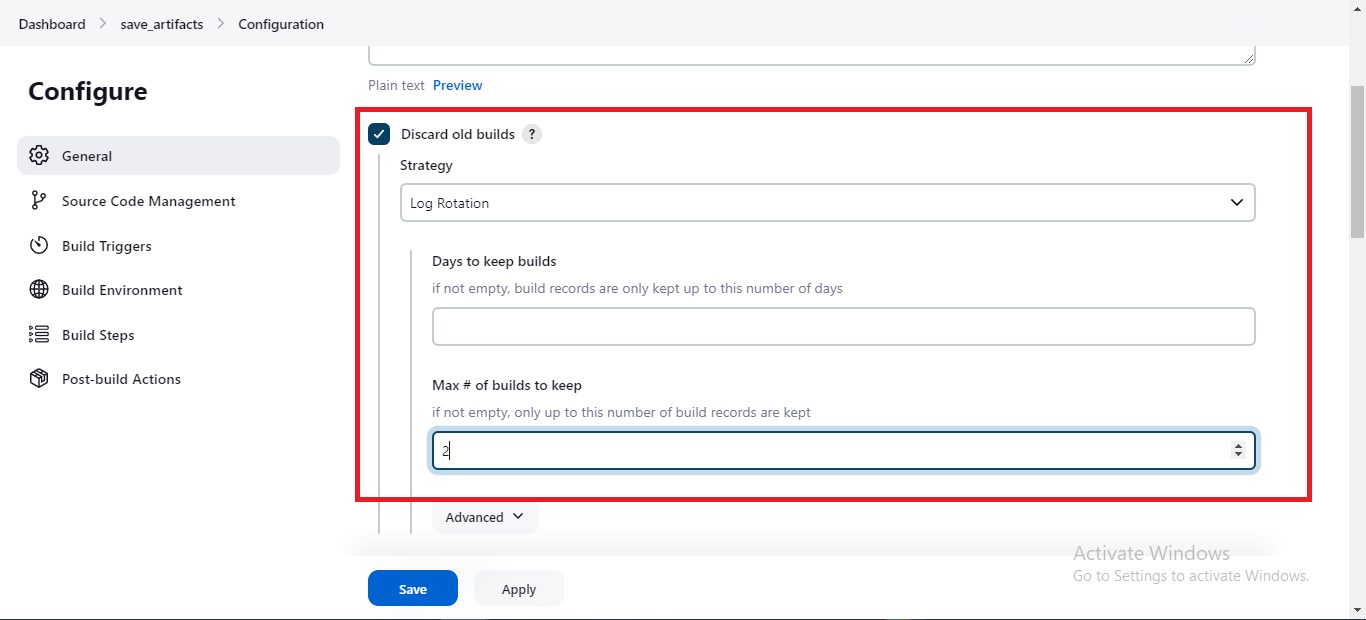 Dashboard > save_artifacts > Configuration
Configure
General
Source Code Management
Build Triggers
Build Environment
Build Steps
Post-build Actions
Plain text Preview
Discard old builds ?
Strategy
Log Rotation
Days to keep builds
if not empty, build records are only kept up to this number of days
Max # of builds to keep
if not empty, only up to this number of build records are kept
2
Advanced
Save Apply
Activate Windows
Go to Settings to activate Windows.